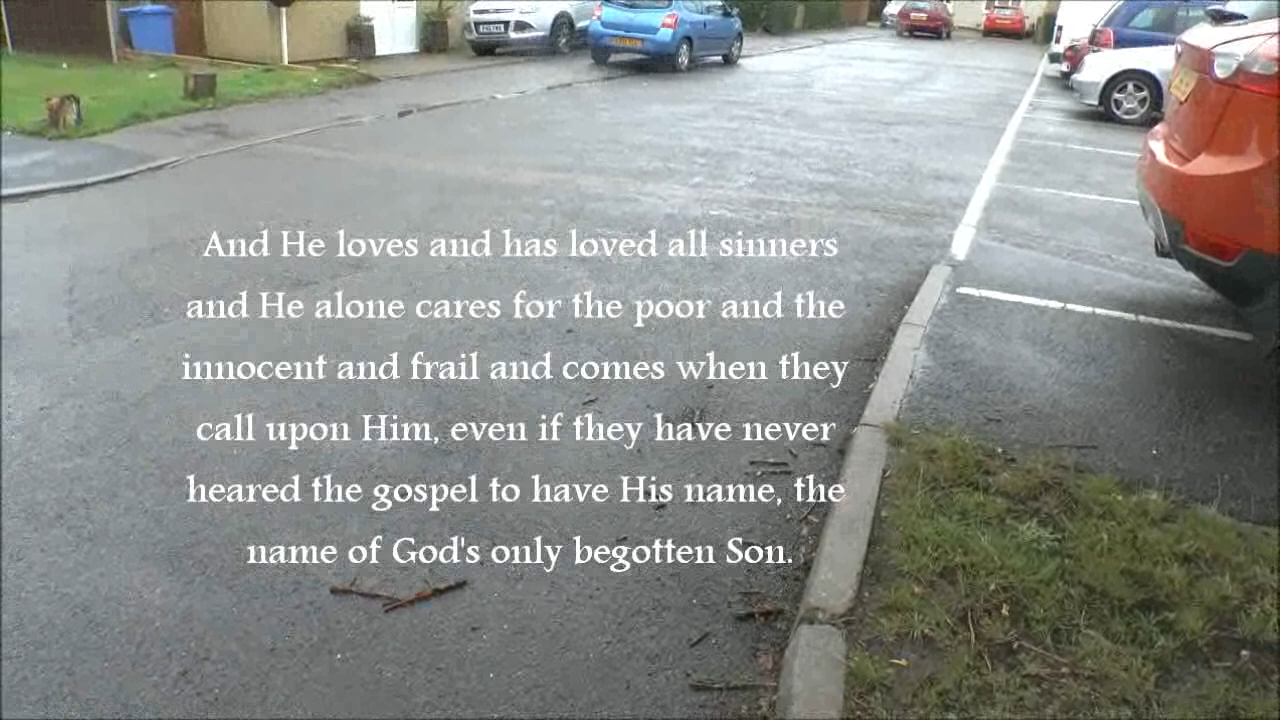 And He loves and has loved all sinners
and He alone cares for the poor and the
innocent and frail and comes when they
call upon Him, even if they have never
heared the gospel to have His name, the
name of God's only begotten Son.